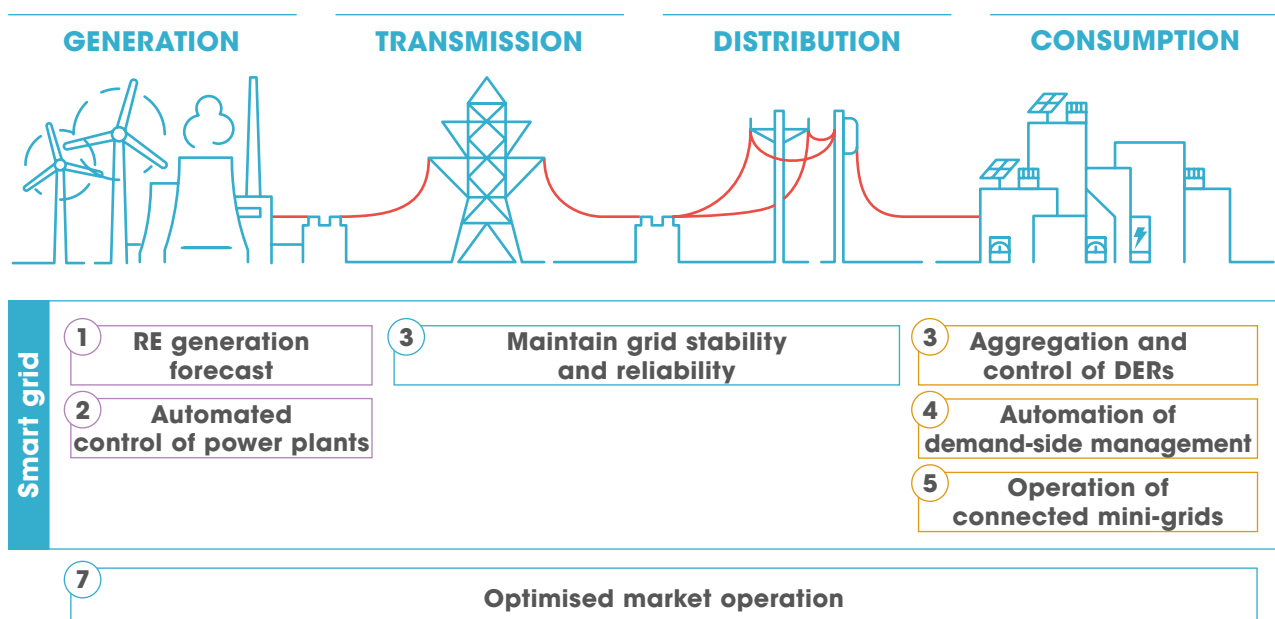 GENERATION
TRANSMISSION
DISTRIBUTION
CONSUMPTION
Smart grid
1
RE generation
forecast
2
Automated
control of power plants
3
Maintain grid stability
and reliability
3
Aggregation and
control of DERs
4
Automation of
demand-side management
5
Operation of
connected mini-grids
7
Optimised market operation